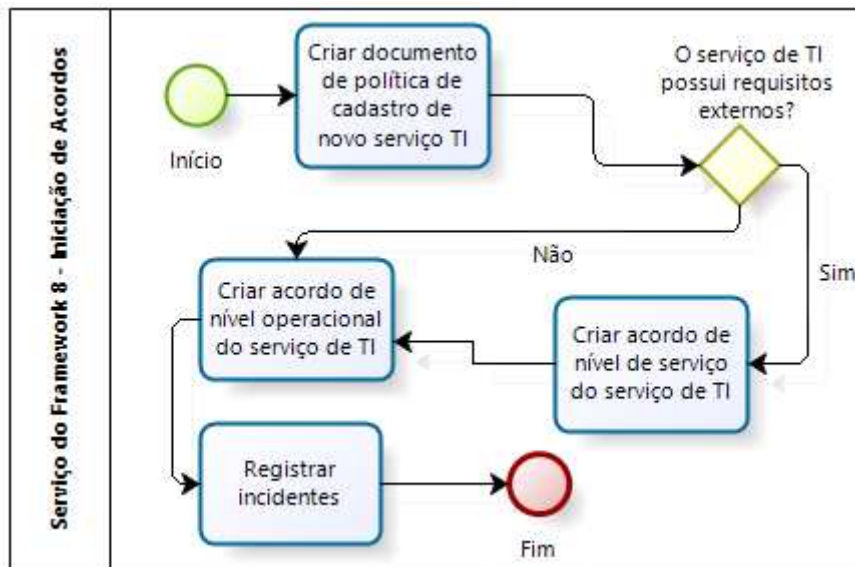 Serviço do Framework 8 - Iniciação de Acordos
Início
Criar documento
de política de
cadastro de
novo serviço TI
O serviço de TI
possui requisitos
externos?
Não
Sim
Criar acordo de
nível operacional
do serviço de TI
Criar acordo de
nível de serviço
do serviço de TI
Registrar
incidentes
Fim